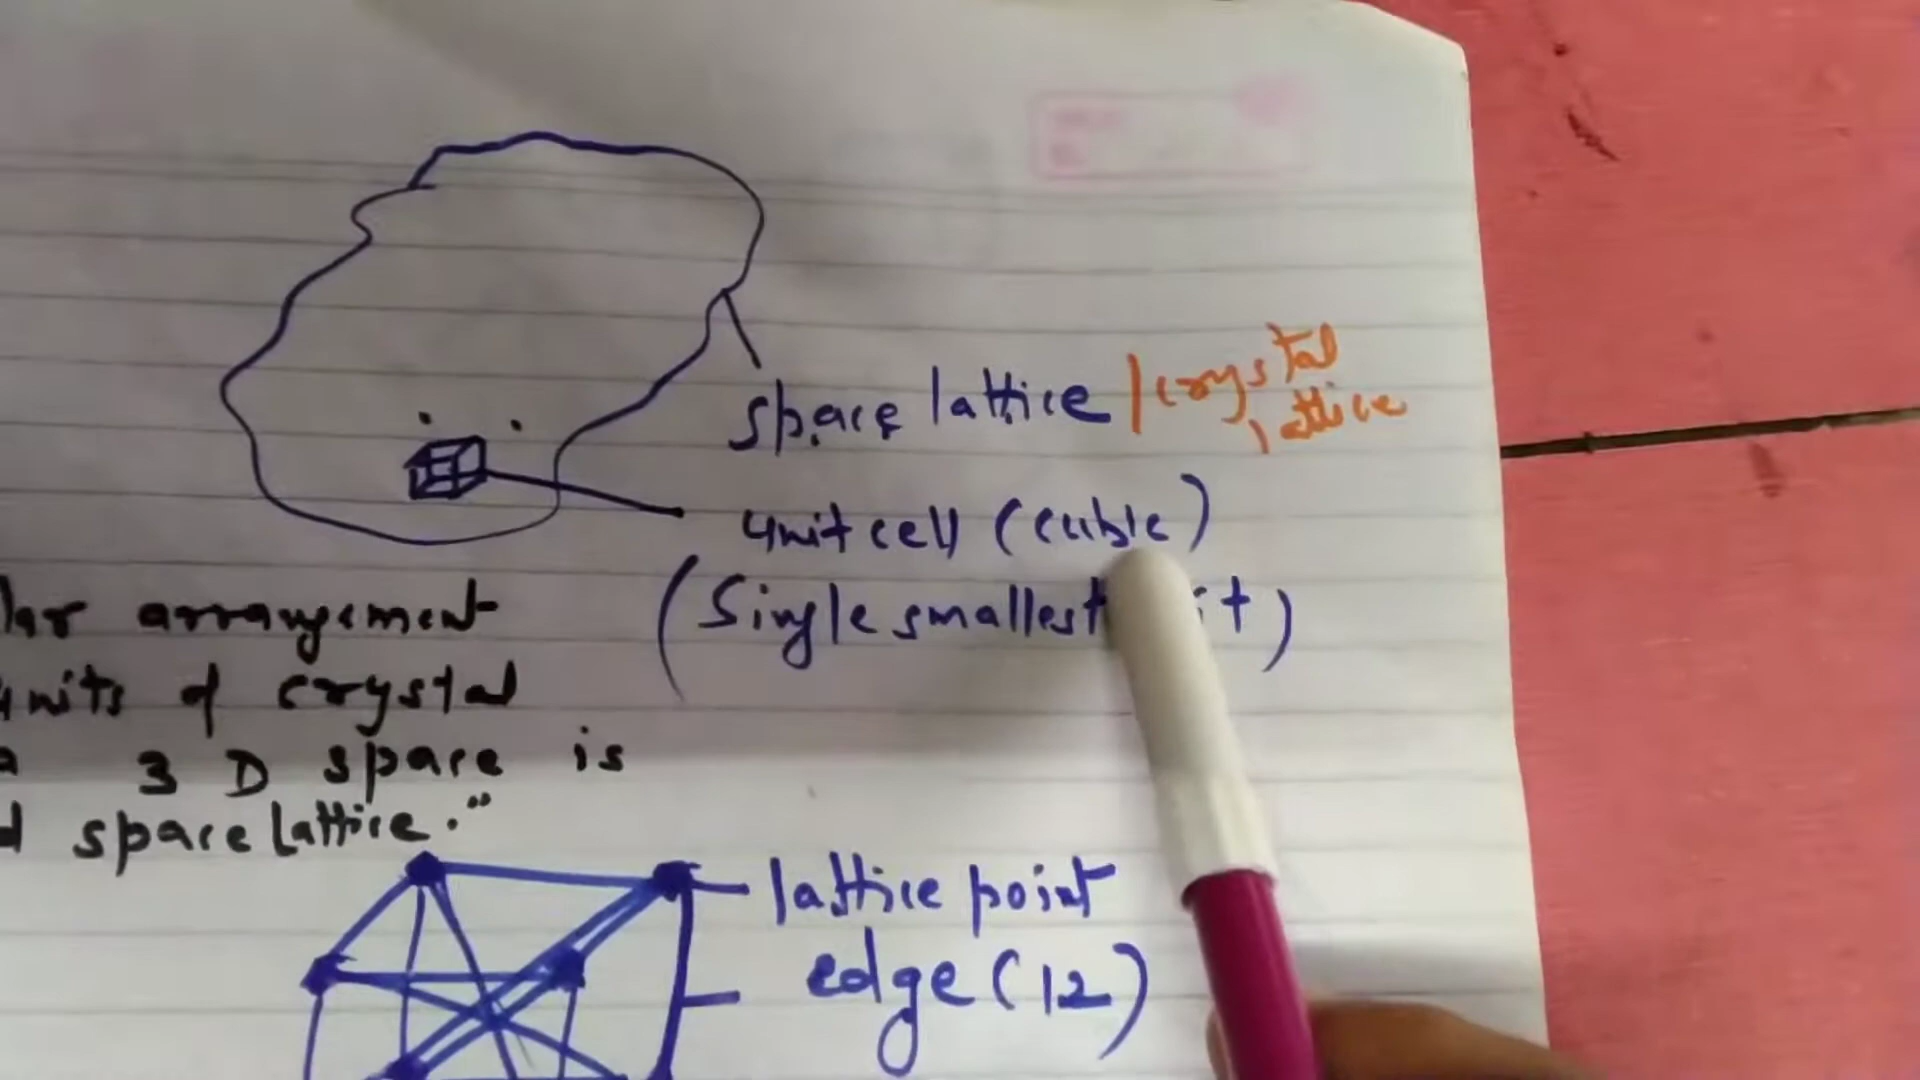 space lattice / crystal
lattice
unit cell (cubic)
(Single smallest
arrangement
units of crystal
3 D space is
space lattice."
lattice point
edge (12)